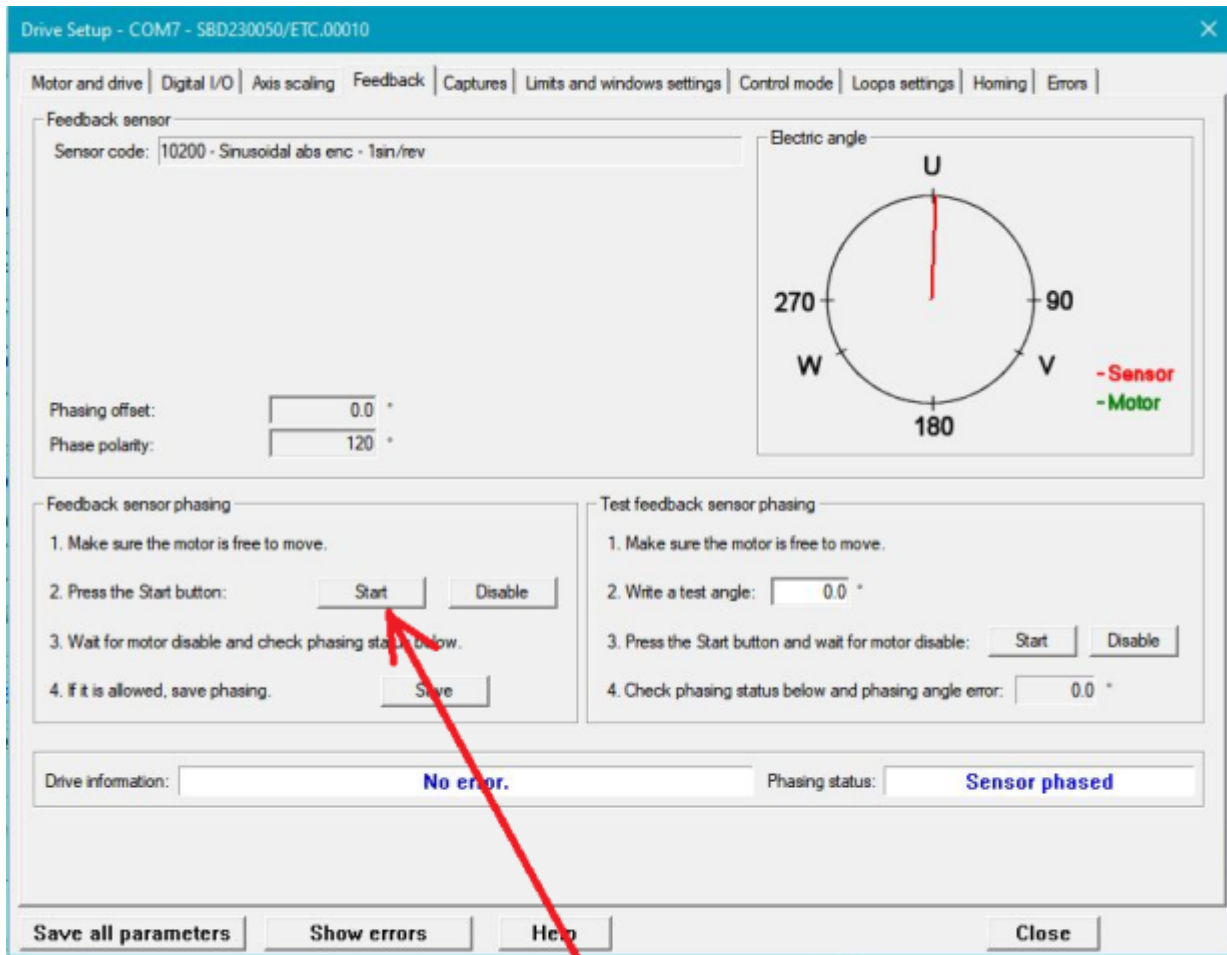 Drive Setup - COM7 - SBD230050/ETC.00010
Motor and drive
Digital I/O
Axis scaling
Feedback
Captures
Limits and windows settings
Control mode
Loops settings
Homing
Errors
Feedback sensor
Sensor code: 10200 - Sinusoidal abs enc - 1sin/rev
Phasing offset: 0.0 °
Phase polarity: 120 °
Electric angle
U
270
90
W
V
180
-Sensor
-Motor
Feedback sensor phasing
1. Make sure the motor is free to move.
2. Press the Start button: Start Disable
3. Wait for motor disable and check phasing status below.
4. If it is allowed, save phasing. Save
Test feedback sensor phasing
1. Make sure the motor is free to move.
2. Write a test angle: 0.0 °
3. Press the Start button and wait for motor disable: Start Disable
4. Check phasing status below and phasing angle error: 0.0 °
Drive information: No error.
Phasing status: Sensor phased
Save all parameters
Show errors
Help
Close